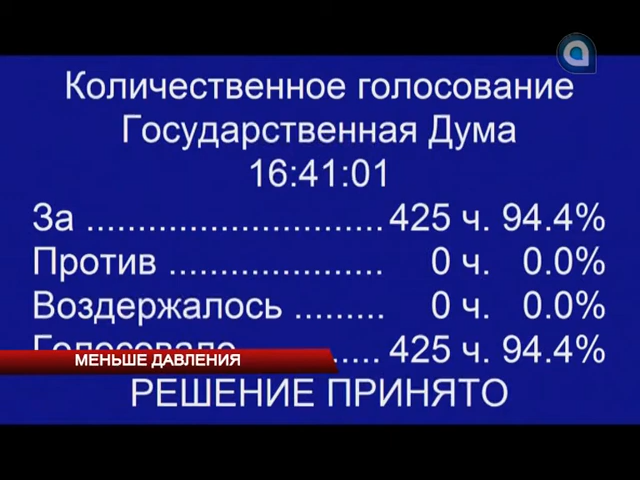 Количественное голосование
Государственная Дума
16:41:01
За ............................. 425 ч. 94.4%
Против ..................... 0 ч. 0.0%
Воздержалось ......... 0 ч. 0.0%
Голосовало ..... 425 ч. 94.4%
МЕНЬШЕ ДАВЛЕНИЯ
РЕШЕНИЕ ПРИНЯТО